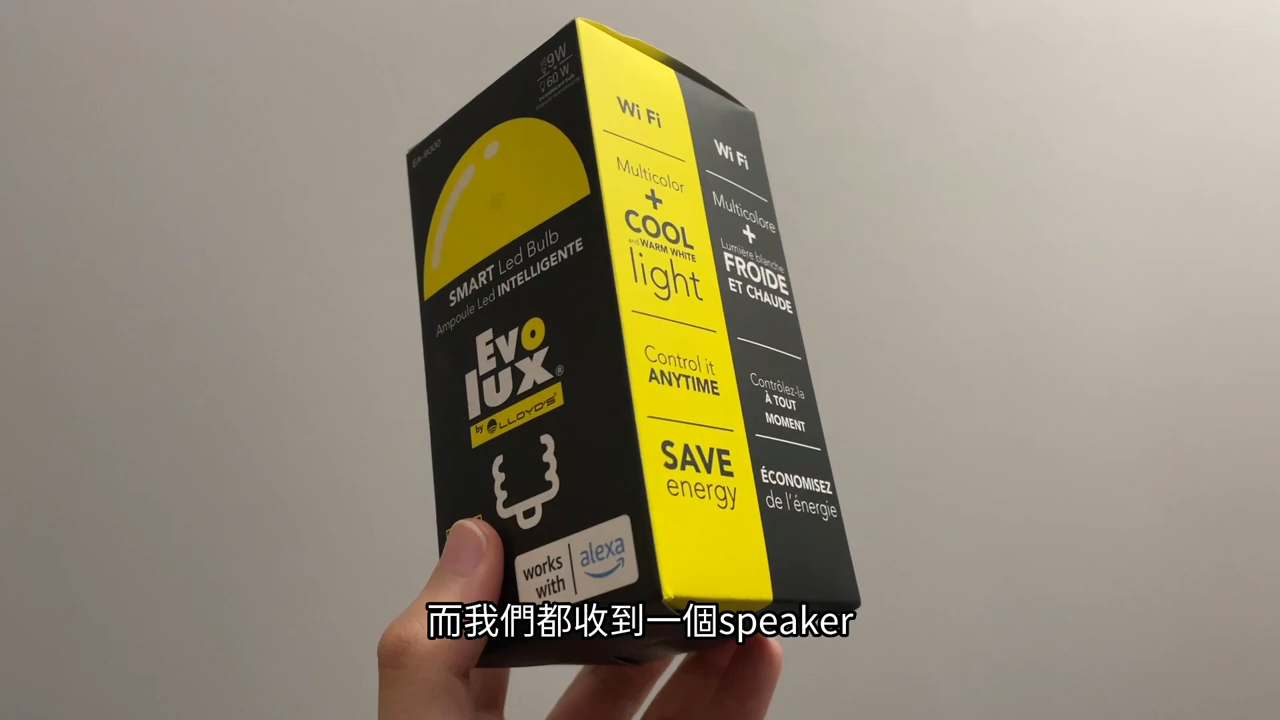 9W
60 W
SMART Led Bulb
Ampoule Led INTELLIGENTE
Evo
lux®
by LLOYD'S
works
with
alexa
Wi Fi
Multicolor
+
COOL
and WARM WHITE
light
Control it
ANYTIME
SAVE
energy
Wi Fi
Multicolore
+
Lumière blanche
FROIDE
ET CHAUDE
Contrôlez-la
À TOUT
MOMENT
ÉCONOMISEZ
de l'énergie
而我們都收到一個speaker